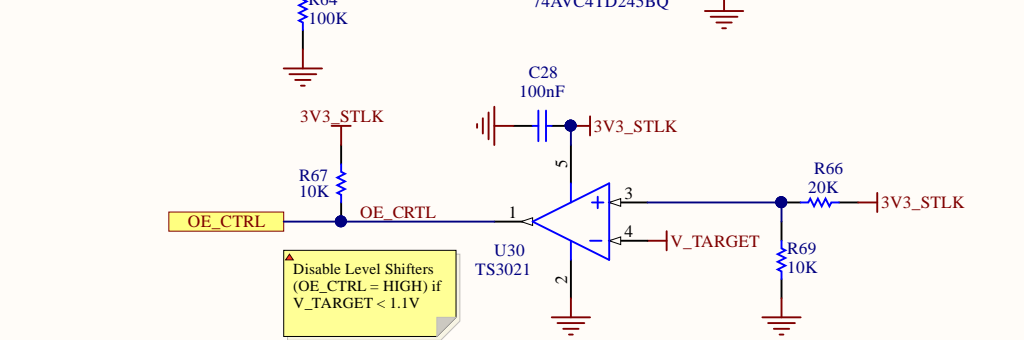 R64
100K
74AVC4TD245BQ
C28
100nF
3V3_STLK
3V3_STLK
5
R67
10K
R66
20K
3
3V3_STLK
OE_CTRL
OE_CRTL
1
4
V_TARGET
U30
TS3021
R69
10K
2
Disable Level Shifters
(OE_CTRL = HIGH) if
V_TARGET < 1.1V